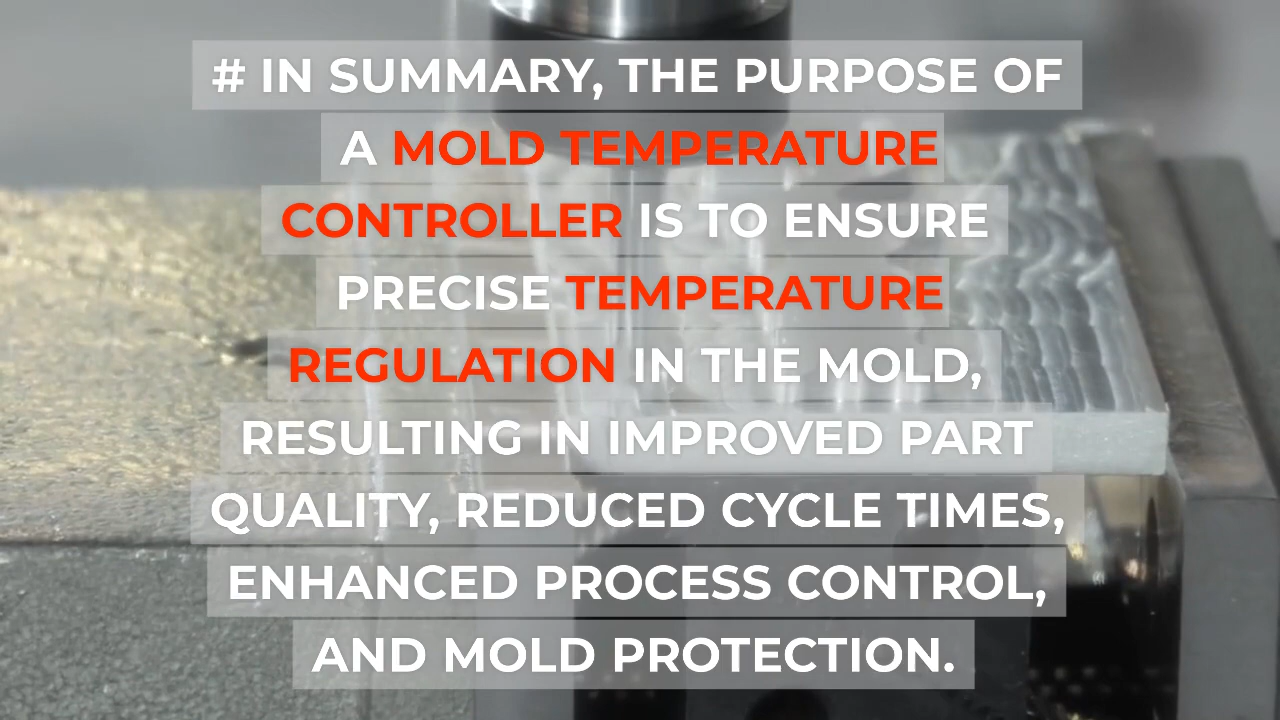 # IN SUMMARY, THE PURPOSE OF
A MOLD TEMPERATURE
CONTROLLER IS TO ENSURE
PRECISE TEMPERATURE
REGULATION IN THE MOLD,
RESULTING IN IMPROVED PART
QUALITY, REDUCED CYCLE TIMES,
ENHANCED PROCESS CONTROL,
AND MOLD PROTECTION.